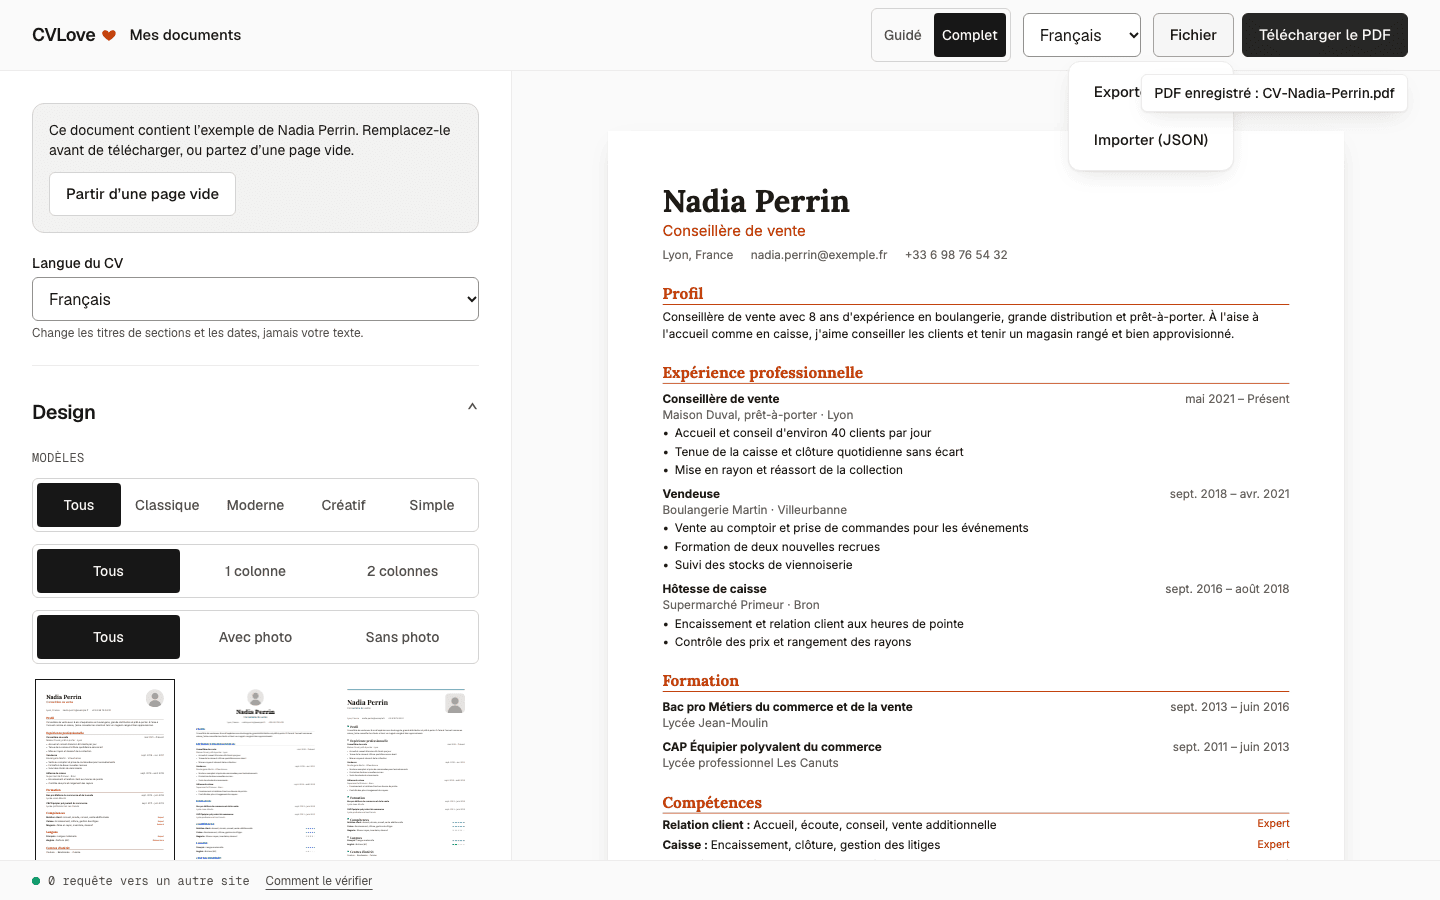 CVLove
Mes documents
Guidé
Complet
Français
Fichier
Télécharger le PDF
Export
PDF enregistré : CV-Nadia-Perrin.pdf
Importer (JSON)
Ce document contient l’exemple de Nadia Perrin. Remplacez-le
avant de télécharger, ou partez d’une page vide.
Partir d’une page vide
Langue du CV
Français
Change les titres de sections et les dates, jamais votre texte.
Design
MODÈLES
Tous
Classique
Moderne
Créatif
Simple
Tous
1 colonne
2 colonnes
Tous
Avec photo
Sans photo
Nadia Perrin
Nadia Perrin
Nadia Perrin
Nadia Perrin
Conseillère de vente
Lyon, France nadia.perrin@exemple.fr +33 6 98 76 54 32
Profil
Conseillère de vente avec 8 ans d'expérience en boulangerie, grande distribution et prêt-à-porter. À l'aise à
l'accueil comme en caisse, j'aime conseiller les clients et tenir un magasin rangé et bien approvisionné.
Expérience professionnelle
Conseillère de vente mai 2021 – Présent
Maison Duval, prêt-à-porter · Lyon
• Accueil et conseil d'environ 40 clients par jour
• Tenue de la caisse et clôture quotidienne sans écart
• Mise en rayon et réassort de la collection
Vendeuse sept. 2018 – avr. 2021
Boulangerie Martin · Villeurbanne
• Vente au comptoir et prise de commandes pour les événements
• Formation de deux nouvelles recrues
• Suivi des stocks de viennoiserie
Hôtesse de caisse sept. 2016 – août 2018
Supermarché Primeur · Bron
• Encaissement et relation client aux heures de pointe
• Contrôle des prix et rangement des rayons
Formation
Bac pro Métiers du commerce et de la vente sept. 2013 – juin 2016
Lycée Jean-Moulin
CAP Équipier polyvalent du commerce sept. 2011 – juin 2013
Lycée professionnel Les Canuts
Compétences
Relation client : Accueil, écoute, conseil, vente additionnelle Expert
Caisse : Encaissement, clôture, gestion des litiges Expert
0 requête vers un autre site
Comment le vérifier